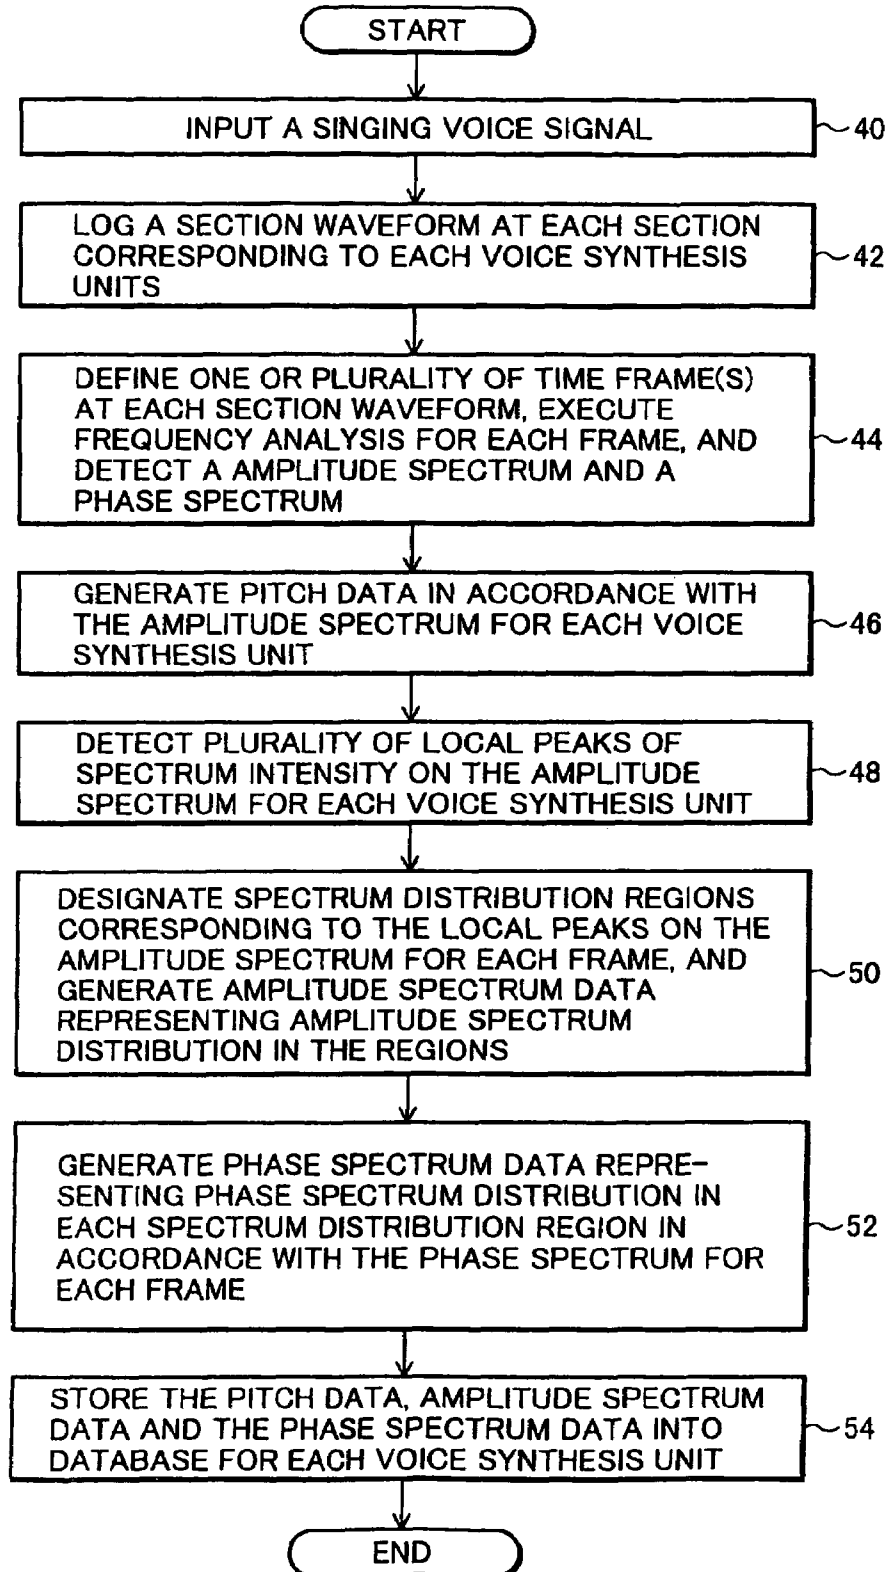 START
INPUT A SINGING VOICE SIGNAL
40
LOG A SECTION WAVEFORM AT EACH SECTION
CORRESPONDING TO EACH VOICE SYNTHESIS
UNITS
42
DEFINE ONE OR PLURALITY OF TIME FRAME(S)
AT EACH SECTION WAVEFORM, EXECUTE
FREQUENCY ANALYSIS FOR EACH FRAME, AND
DETECT A AMPLITUDE SPECTRUM AND A
PHASE SPECTRUM
44
GENERATE PITCH DATA IN ACCORDANCE WITH
THE AMPLITUDE SPECTRUM FOR EACH VOICE
SYNTHESIS UNIT
46
DETECT PLURALITY OF LOCAL PEAKS OF
SPECTRUM INTENSITY ON THE AMPLITUDE
SPECTRUM FOR EACH VOICE SYNTHESIS UNIT
48
DESIGNATE SPECTRUM DISTRIBUTION REGIONS
CORRESPONDING TO THE LOCAL PEAKS ON THE
AMPLITUDE SPECTRUM FOR EACH FRAME, AND
GENERATE AMPLITUDE SPECTRUM DATA
REPRESENTING AMPLITUDE SPECTRUM
DISTRIBUTION IN THE REGIONS
50
GENERATE PHASE SPECTRUM DATA REPRE-
SENTING PHASE SPECTRUM DISTRIBUTION IN
EACH SPECTRUM DISTRIBUTION REGION IN
ACCORDANCE WITH THE PHASE SPECTRUM FOR
EACH FRAME
52
STORE THE PITCH DATA, AMPLITUDE SPECTRUM
DATA AND THE PHASE SPECTRUM DATA INTO
DATABASE FOR EACH VOICE SYNTHESIS UNIT
54
END